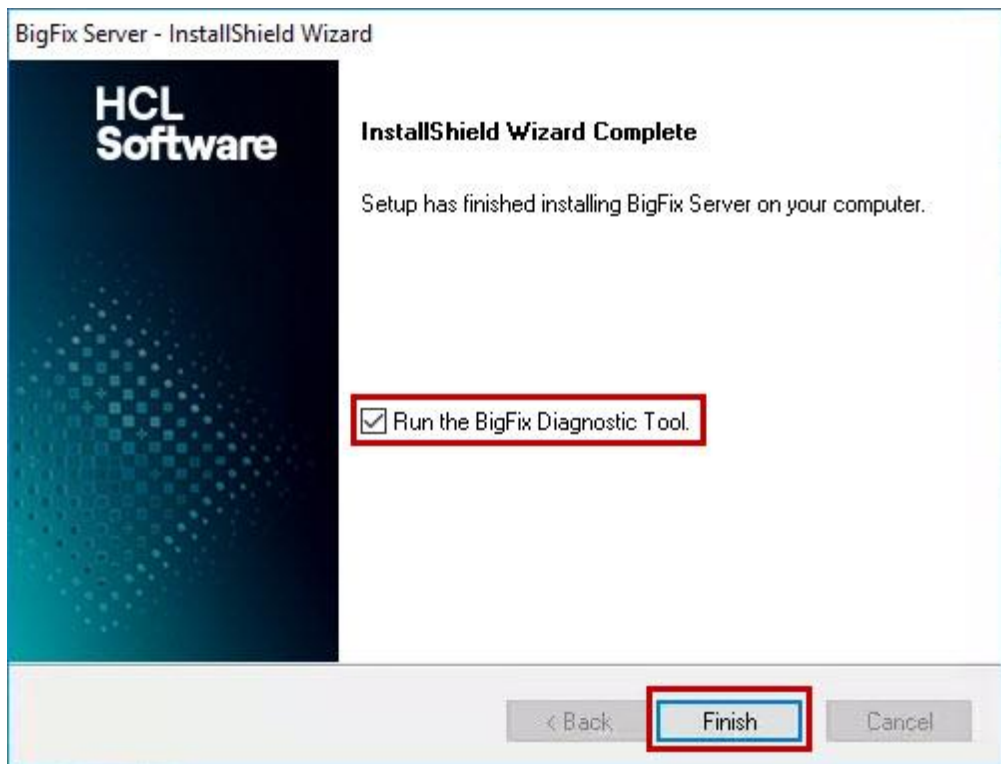 BigFix Server - InstallShield Wizard
HCL
Software
InstallShield Wizard Complete
Setup has finished installing BigFix Server on your computer.
Run the BigFix Diagnostic Tool.
< Back
Finish
Cancel